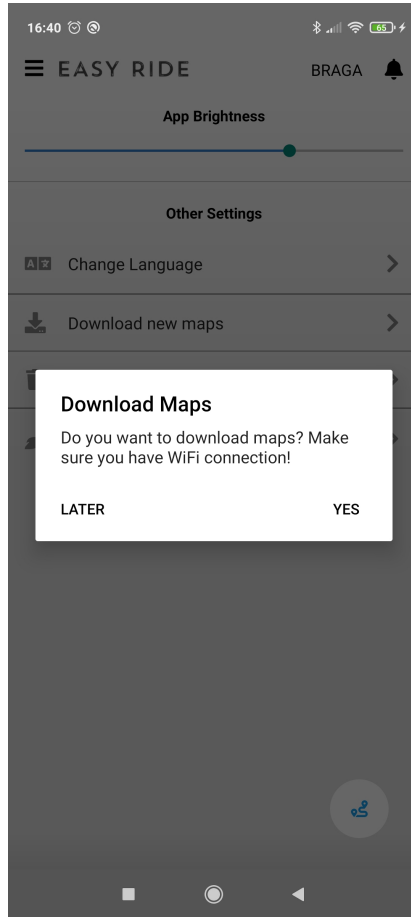 16:40
65
EASY RIDE
BRAGA
App Brightness
Other Settings
Change Language
Download new maps
Download Maps
Do you want to download maps? Make
sure you have WiFi connection!
LATER
YES